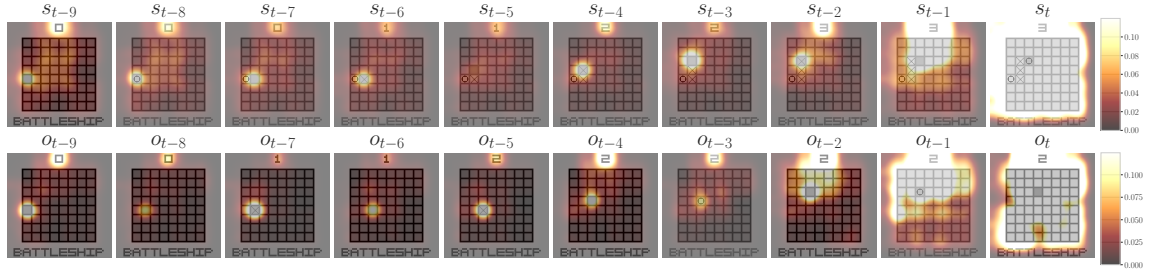 s_{t-9} s_{t-8} s_{t-7} s_{t-6} s_{t-5} s_{t-4} s_{t-3} s_{t-2} s_{t-1} s_t
0 0 0 1 1 2 2 3 3 3
BATTLESHIP BATTLESHIP BATTLESHIP BATTLESHIP BATTLESHIP BATTLESHIP BATTLESHIP BATTLESHIP BATTLESHIP BATTLESHIP
0.10
0.08
0.06
0.04
0.02
0.00
o_{t-9} o_{t-8} o_{t-7} o_{t-6} o_{t-5} o_{t-4} o_{t-3} o_{t-2} o_{t-1} o_t
0 0 1 1 2 2 2 2 2 2
BATTLESHIP BATTLESHIP BATTLESHIP BATTLESHIP BATTLESHIP BATTLESHIP BATTLESHIP BATTLESHIP BATTLESHIP BATTLESHIP
0.100
0.075
0.050
0.025
0.000